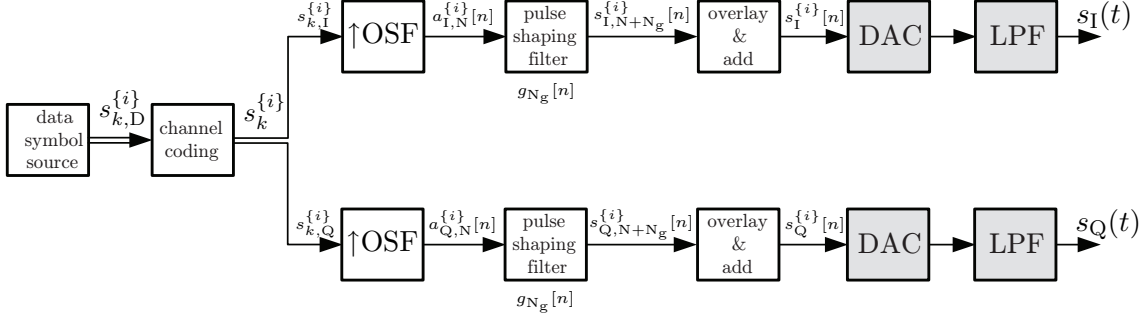 s_{k,I}^{\{i\}}
↑OSF
a_{I,N}^{\{i\}}[n]
pulse
shaping
filter
g_{N_g}[n]
s_{I,N+N_g}^{\{i\}}[n]
overlay
&
add
s_I^{\{i\}}[n]
DAC
LPF
s_I(t)
data
symbol
source
s_{k,D}^{\{i\}}
channel
coding
s_k^{\{i\}}
s_{k,Q}^{\{i\}}
↑OSF
a_{Q,N}^{\{i\}}[n]
pulse
shaping
filter
g_{N_g}[n]
s_{Q,N+N_g}^{\{i\}}[n]
overlay
&
add
s_Q^{\{i\}}[n]
DAC
LPF
s_Q(t)